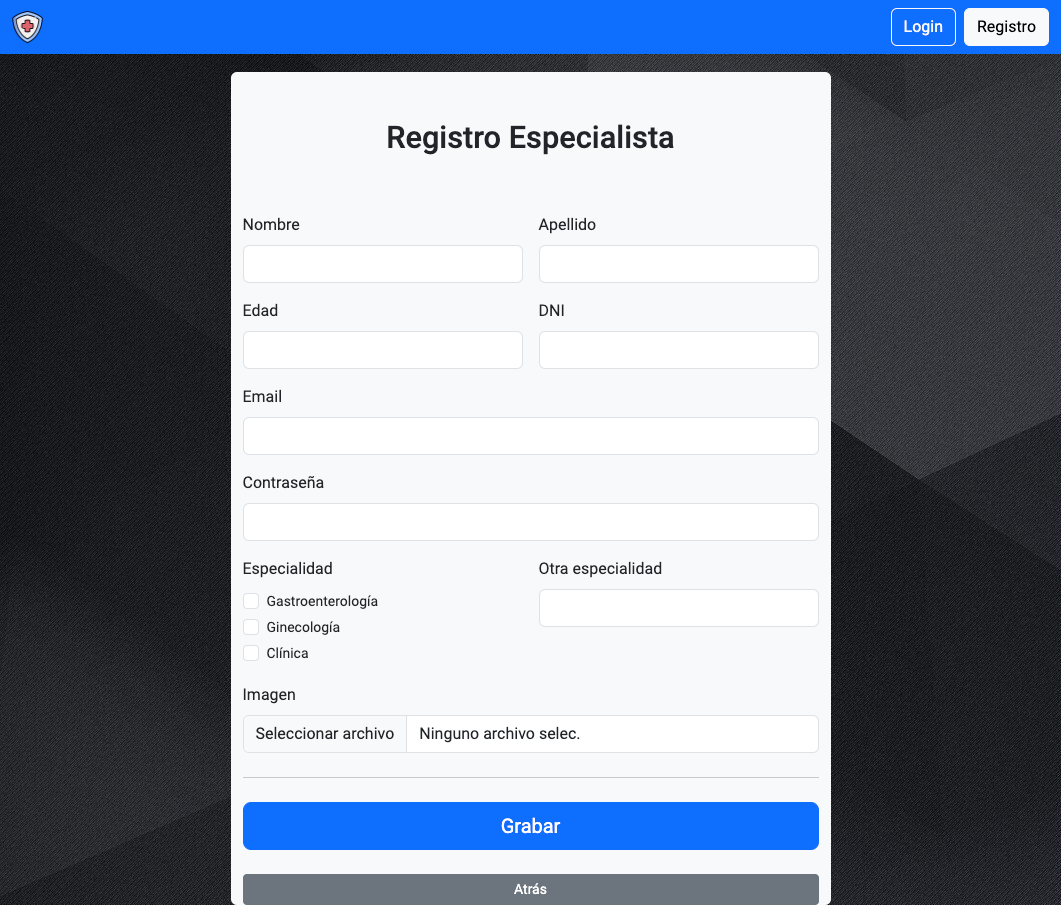 Login Registro
Registro Especialista
Nombre Apellido
Edad DNI
Email
Contraseña
Especialidad Otra especialidad
Gastroenterología
Ginecología
Clínica
Imagen
Seleccionar archivo Ninguno archivo selec.
Grabar
Atrás